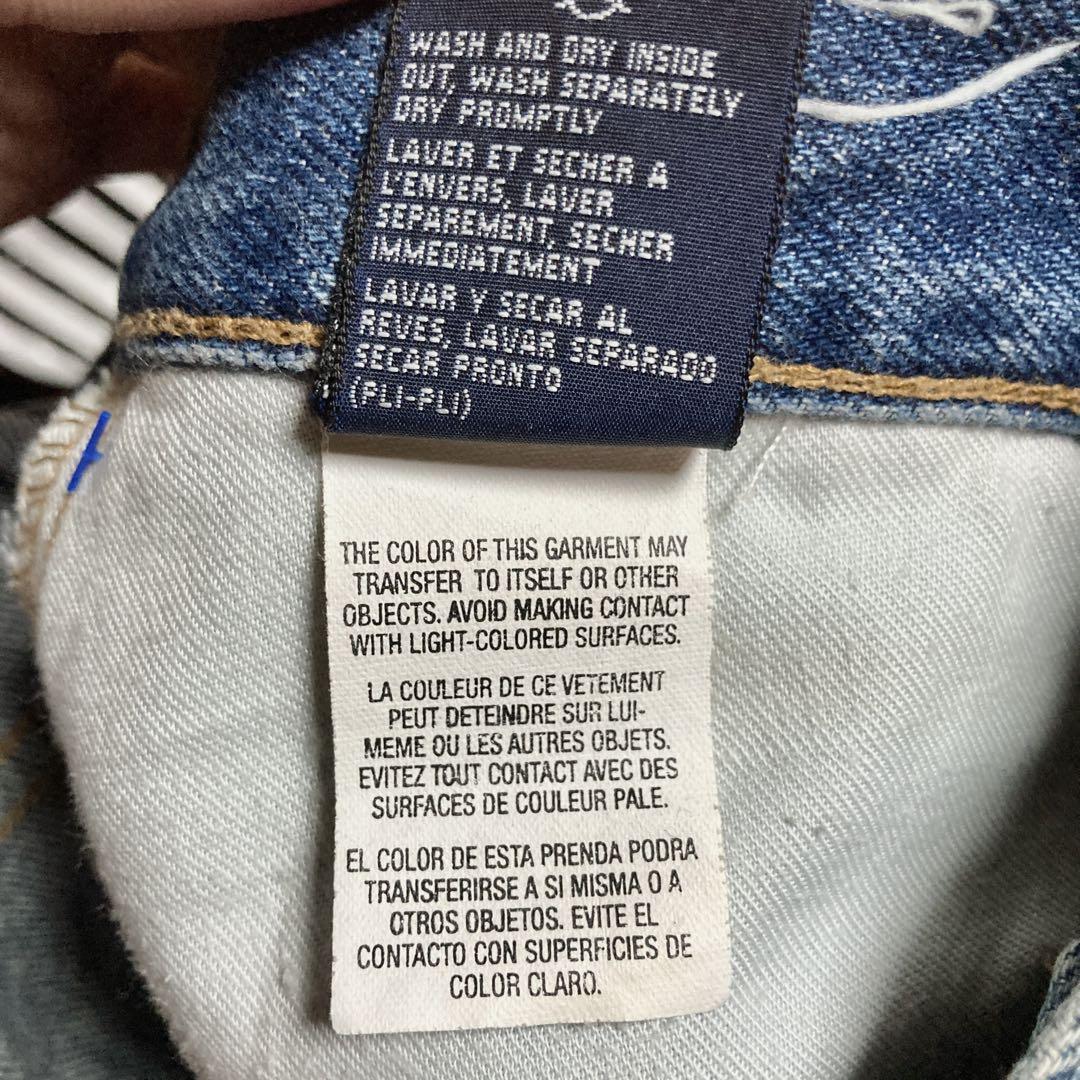 WASH AND DRY INSIDE
OUT, WASH SEPARATELY
DRY PROMPTLY
LAVER ET SECHER A
L'ENVERS, LAVER
SEPAREMENT, SECHER
IMMEDIATEMENT
LAVAR Y SECAR AL
REVES, LAVAR SEPARADO
SECAR PRONTO
(PLI-PLI)
THE COLOR OF THIS GARMENT MAY
TRANSFER TO ITSELF OR OTHER
OBJECTS. AVOID MAKING CONTACT
WITH LIGHT-COLORED SURFACES.
LA COULEUR DE CE VETEMENT
PEUT DETEINDRE SUR LUI-
MEME OU LES AUTRES OBJETS.
EVITEZ TOUT CONTACT AVEC DES
SURFACES DE COULEUR PALE.
EL COLOR DE ESTA PRENDA PODRA
TRANSFERIRSE A SI MISMA O A
OTROS OBJETOS. EVITE EL
CONTACTO CON SUPERFICIES DE
COLOR CLARO.